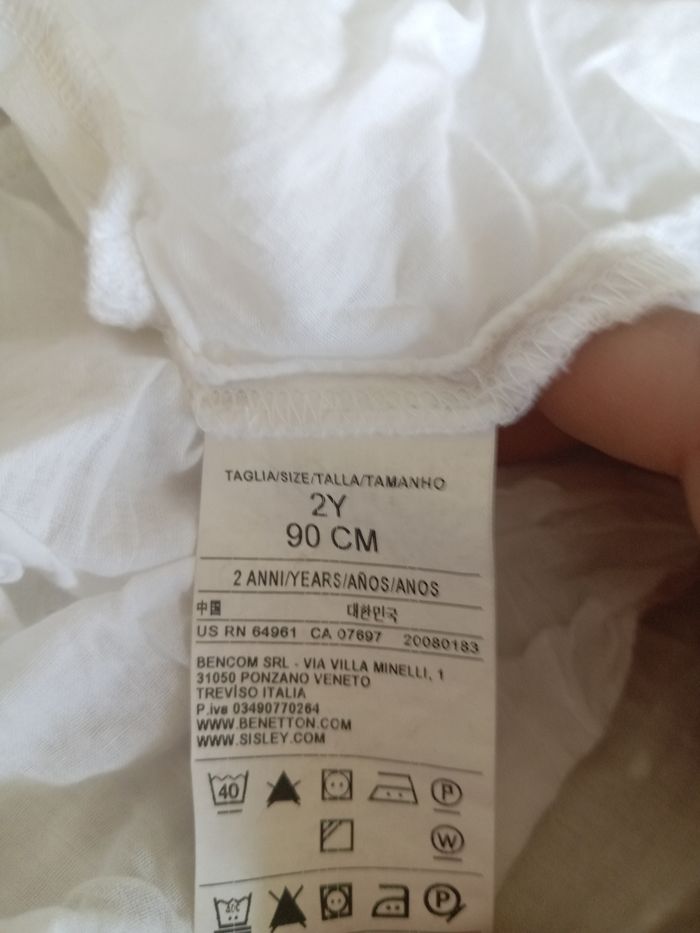 TAGLIA/SIZE/TALLA/TAMANHO
2Y
90 CM
2 ANNI/YEARS/AÑOS/ANOS
中国 대한민국
US RN 64961 CA 07697 20080183
BENCOM SRL - VIA VILLA MINELLI, 1
31050 PONZANO VENETO
TREVISO ITALIA
P.iva 03490770264
WWW.BENETTON.COM
WWW.SISLEY.COM
40 P
W
40 P